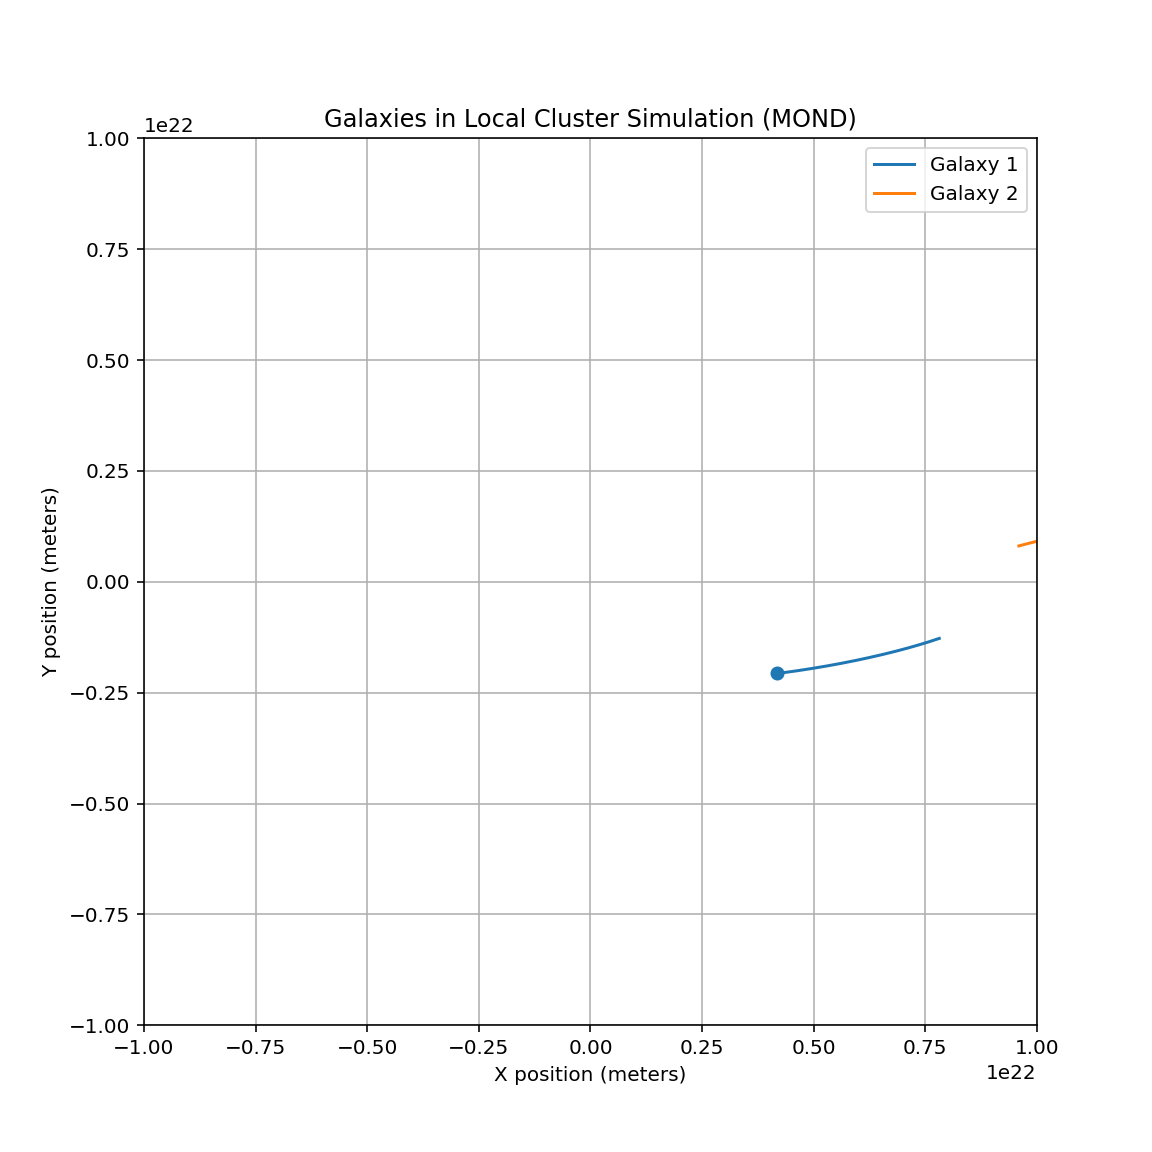 Galaxies in Local Cluster Simulation (MOND)
1e22
Galaxy 1
Galaxy 2
1.00
0.75
0.50
0.25
0.00
−0.25
−0.50
−0.75
−1.00
Y position (meters)
−1.00 −0.75 −0.50 −0.25 0.00 0.25 0.50 0.75 1.00
1e22
X position (meters)